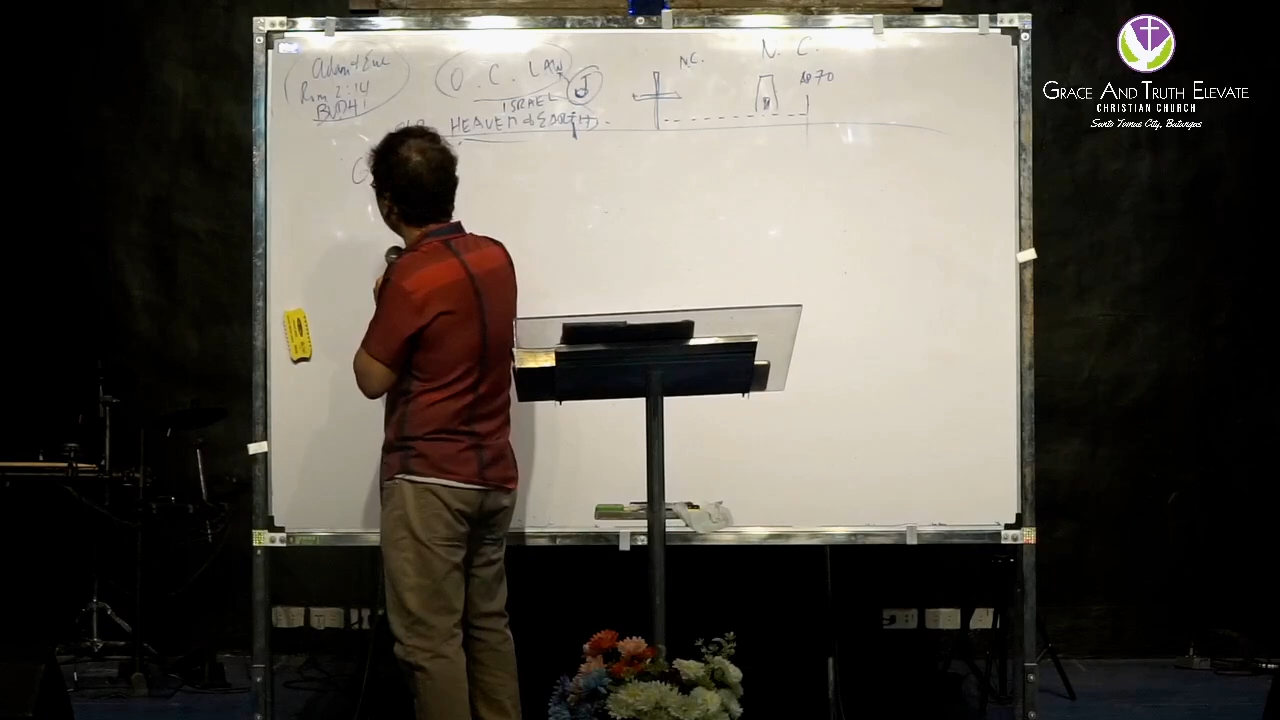 Adam & Eve
Rom 2:14
O. C. LAW
J
ISRAEL
HEAVEN & EARTH
N.C.
N. C.
AD 70
G
GRACE AND TRUTH ELEVATE
CHRISTIAN CHURCH
Santo Tomas City, Batangas